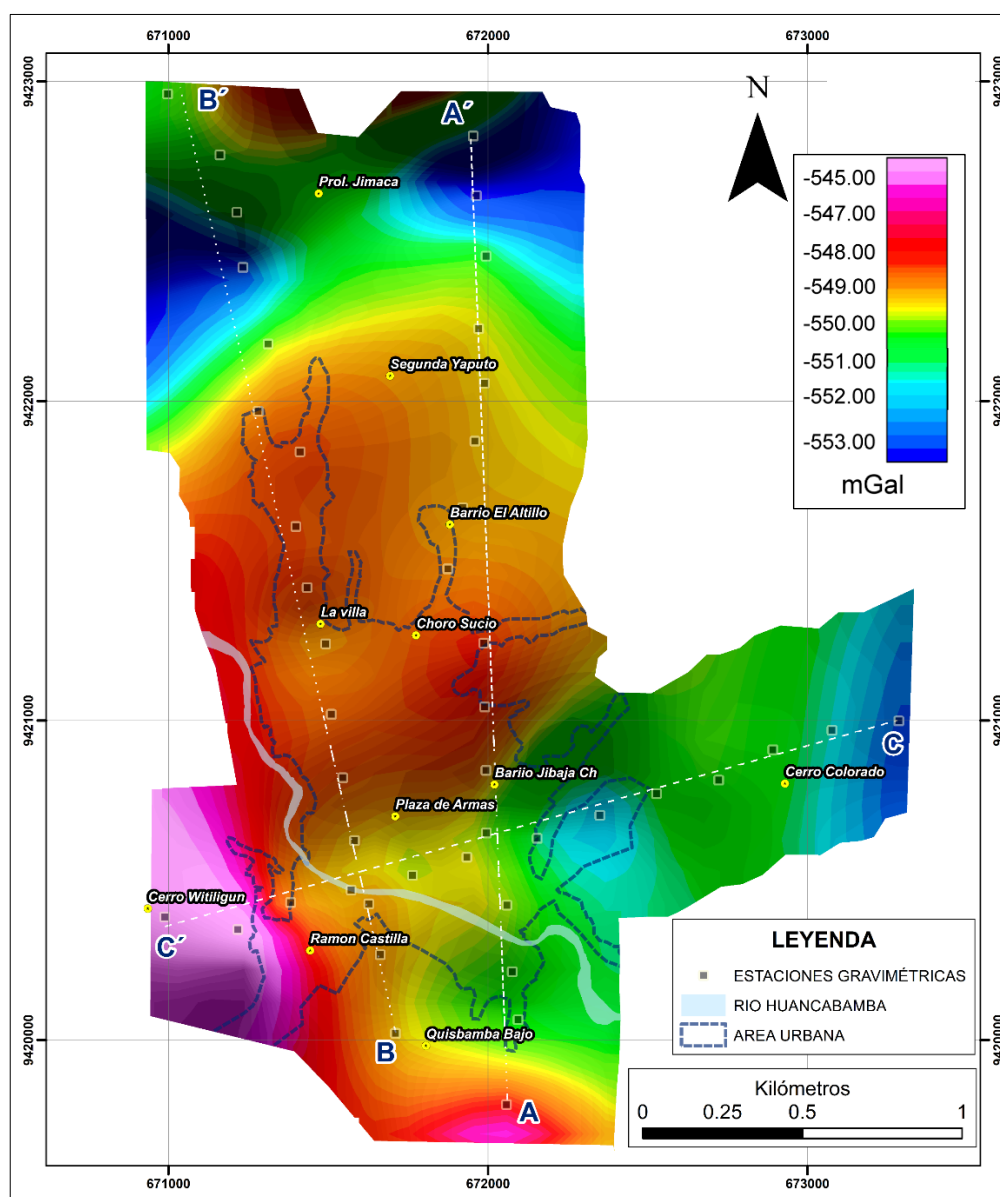 671000
672000
673000
9423000
9423000
B´
A´
N
Prol. Jimaca
-545.00
-547.00
-548.00
-549.00
-550.00
-551.00
-552.00
-553.00
mGal
Segunda Yaputo
9422000
9422000
Barrio El Altillo
La villa
Choro Sucio
9421000
9421000
C
Bariio Jibaja Ch
Cerro Colorado
Plaza de Armas
Cerro Witiligun
C´
Ramon Castilla
LEYENDA
ESTACIONES GRAVIMÉTRICAS
RIO HUANCABAMBA
AREA URBANA
9420000
9420000
B
Quisbamba Bajo
A
Kilómetros
0 0.25 0.5 1
671000
672000
673000